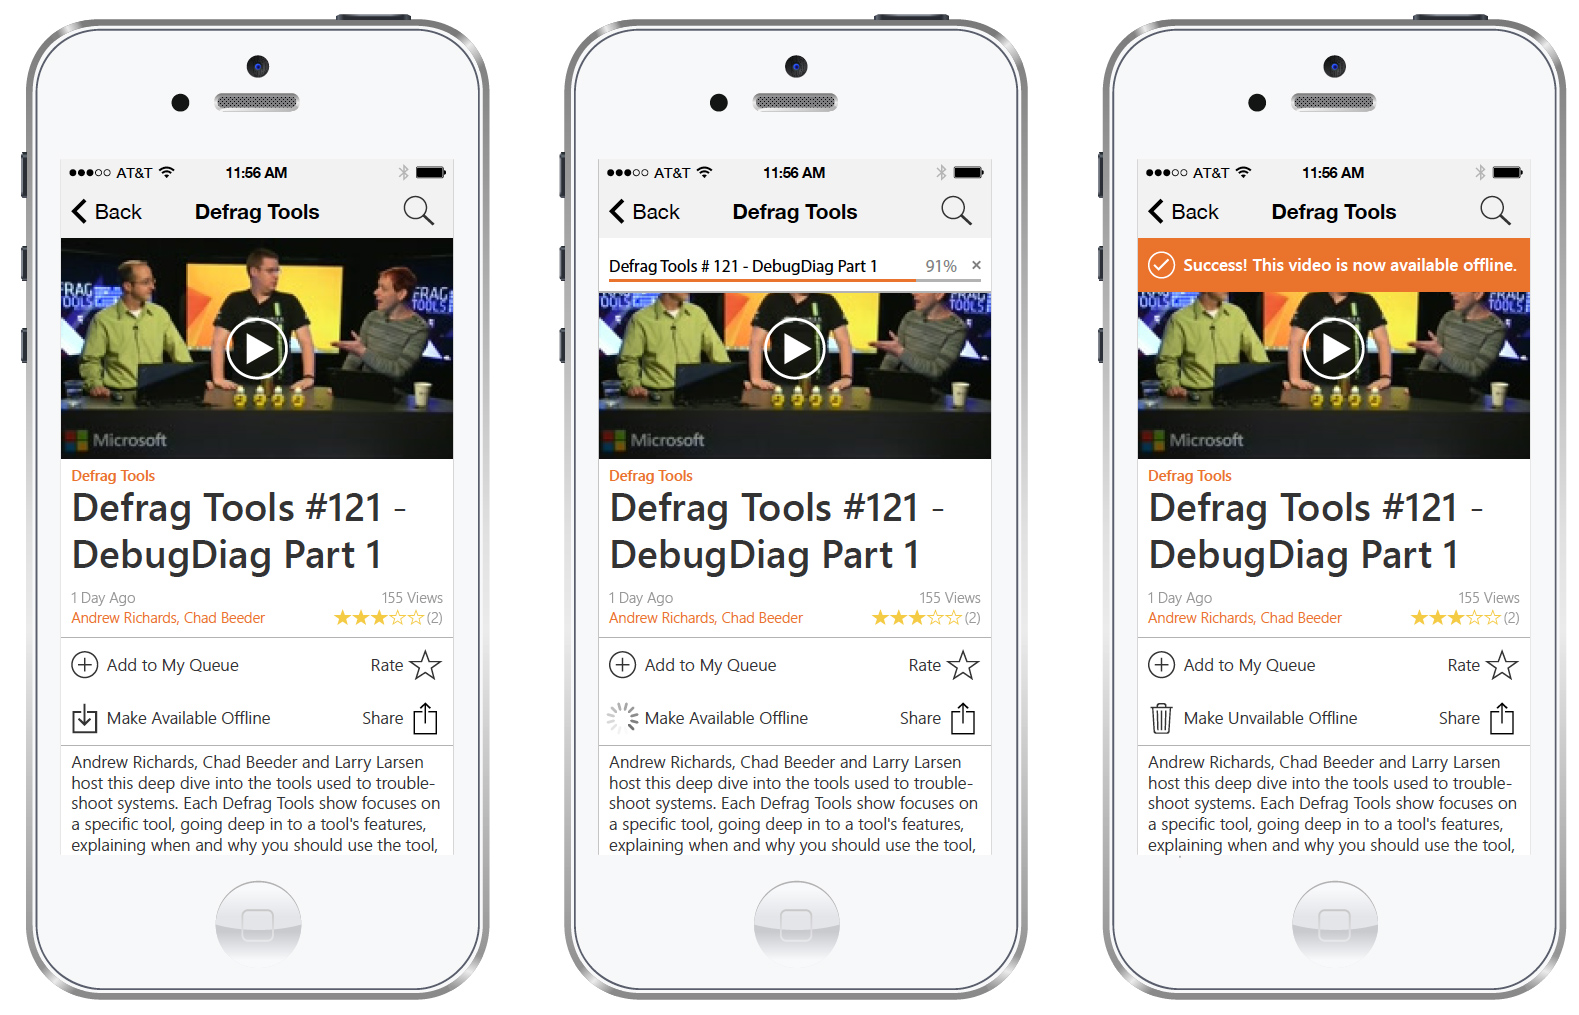 AT&T 11:56 AM
Back Defrag Tools
FRAG TOOLS
FRAG TOOLS
Microsoft
Defrag Tools
Defrag Tools #121 -
DebugDiag Part 1
1 Day Ago 155 Views
Andrew Richards, Chad Beeder (2)
Add to My Queue Rate
Make Available Offline Share
Andrew Richards, Chad Beeder and Larry Larsen
host this deep dive into the tools used to trouble-
shoot systems. Each Defrag Tools show focuses on
a specific tool, going deep in to a tool's features,
explaining when and why you should use the tool,
AT&T 11:56 AM
Back Defrag Tools
Defrag Tools # 121 - DebugDiag Part 1 91% ×
TOOLS
FRAG TOOLS
Microsoft
Defrag Tools
Defrag Tools #121 -
DebugDiag Part 1
1 Day Ago 155 Views
Andrew Richards, Chad Beeder (2)
Add to My Queue Rate
Make Available Offline Share
Andrew Richards, Chad Beeder and Larry Larsen
host this deep dive into the tools used to trouble-
shoot systems. Each Defrag Tools show focuses on
a specific tool, going deep in to a tool's features,
explaining when and why you should use the tool,
AT&T 11:56 AM
Back Defrag Tools
Success! This video is now available offline.
TOOLS
FRAG TOOLS
Microsoft
Defrag Tools
Defrag Tools #121 -
DebugDiag Part 1
1 Day Ago 155 Views
Andrew Richards, Chad Beeder (2)
Add to My Queue Rate
Make Unvailable Offline Share
Andrew Richards, Chad Beeder and Larry Larsen
host this deep dive into the tools used to trouble-
shoot systems. Each Defrag Tools show focuses on
a specific tool, going deep in to a tool's features,
explaining when and why you should use the tool,